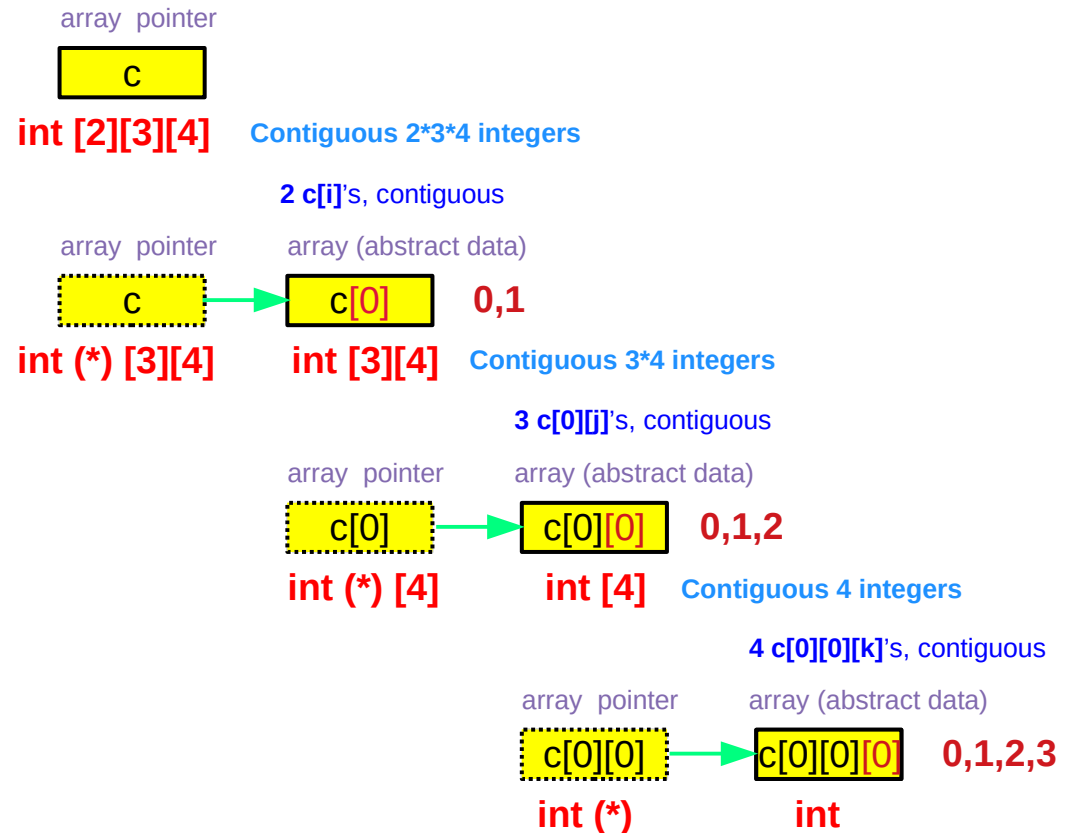 array pointer
c
int [2][3][4] Contiguous 2*3*4 integers
2 c[i]’s, contiguous
array pointer array (abstract data)
c c[0] 0,1
int (*) [3][4] int [3][4] Contiguous 3*4 integers
3 c[0][j]’s, contiguous
array pointer array (abstract data)
c[0] c[0][0] 0,1,2
int (*) [4] int [4] Contiguous 4 integers
4 c[0][0][k]’s, contiguous
array pointer array (abstract data)
c[0][0] c[0][0][0] 0,1,2,3
int (*) int